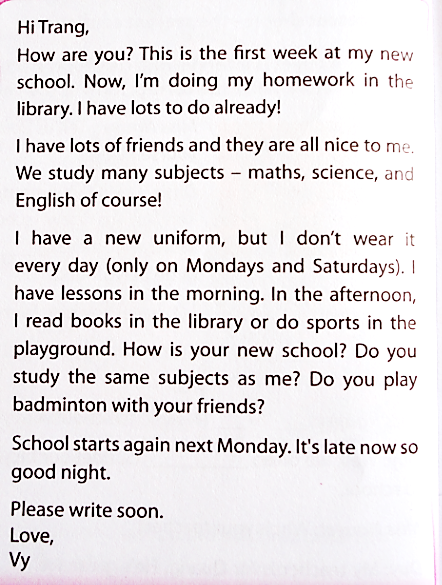 Hi Trang,
How are you? This is the first week at my new
school. Now, I'm doing my homework in the
library. I have lots to do already!
I have lots of friends and they are all nice to me.
We study many subjects – maths, science, and
English of course!
I have a new uniform, but I don't wear it
every day (only on Mondays and Saturdays). I
have lessons in the morning. In the afternoon,
I read books in the library or do sports in the
playground. How is your new school? Do you
study the same subjects as me? Do you play
badminton with your friends?
School starts again next Monday. It's late now so
good night.
Please write soon.
Love,
Vy